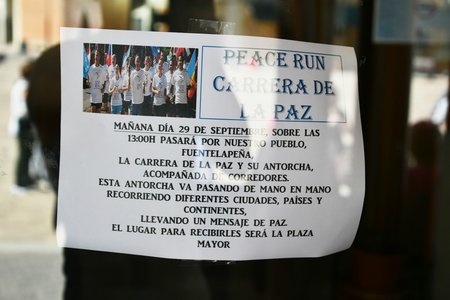 PEACE RUN
CARRERA DE
LA PAZ
MAÑANA DÍA 29 DE SEPTIEMBRE, SOBRE LAS
13:00H PASARÁ POR NUESTRO PUEBLO,
FUENTELAPEÑA,
LA CARRERA DE LA PAZ Y SU ANTORCHA,
ACOMPAÑADA DE CORREDORES.
ESTA ANTORCHA VA PASANDO DE MANO EN MANO
RECORRIENDO DIFERENTES CIUDADES, PAÍSES Y
CONTINENTES,
LLEVANDO UN MENSAJE DE PAZ.
EL LUGAR PARA RECIBIRLES SERÁ LA PLAZA
MAYOR